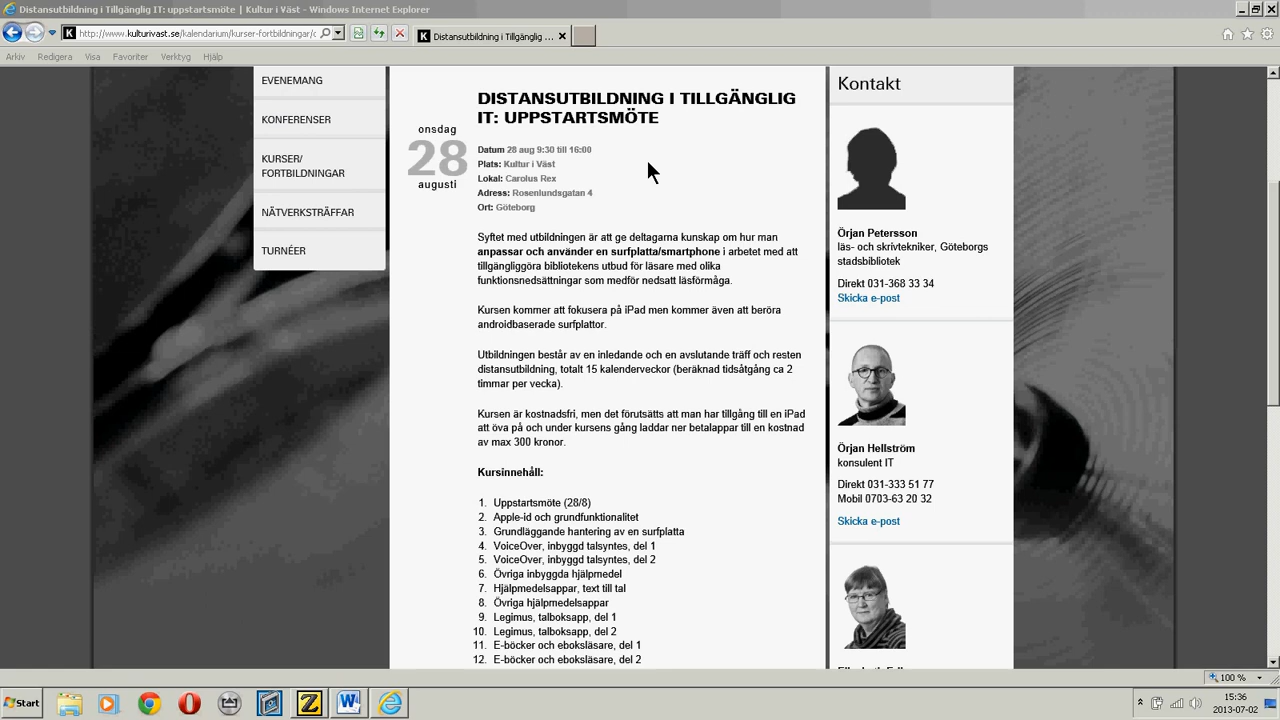 Distansutbildning i Tillgänglig IT: uppstartsmöte | Kultur i Väst - Windows Internet Explorer
http://www.kulturivast.se/kalendarium/kurser-fortbildningar/
Distansutbildning i Tillgänglig ...
Arkiv Redigera Visa Favoriter Verktyg Hjälp
EVENEMANG
KONFERENSER
KURSER/
FORTBILDNINGAR
NÄTVERKSTRÄFFAR
TURNÉER
onsdag
28
augusti
DISTANSUTBILDNING I TILLGÄNGLIG
IT: UPPSTARTSMÖTE
Datum 28 aug 9:30 till 16:00
Plats: Kultur i Väst
Lokal: Carolus Rex
Adress: Rosenlundsgatan 4
Ort: Göteborg
Syftet med utbildningen är att ge deltagarna kunskap om hur man
anpassar och använder en surfplatta/smartphone i arbetet med att
tillgängliggöra bibliotekens utbud för läsare med olika
funktionsnedsättningar som medför nedsatt läsförmåga.
Kursen kommer att fokusera på iPad men kommer även att beröra
androidbaserade surfplattor.
Utbildningen består av en inledande och en avslutande träff och resten
distansutbildning, totalt 15 kalenderveckor (beräknad tidsåtgång ca 2
timmar per vecka).
Kursen är kostnadsfri, men det förutsätts att man har tillgång till en iPad
att öva på och under kursens gång laddar ner betalappar till en kostnad
av max 300 kronor.
Kursinnehåll:
1. Uppstartsmöte (28/8)
2. Apple-id och grundfunktionalitet
3. Grundläggande hantering av en surfplatta
4. VoiceOver, inbyggd talsyntes, del 1
5. VoiceOver, inbyggd talsyntes, del 2
6. Övriga inbyggda hjälpmedel
7. Hjälpmedelsappar, text till tal
8. Övriga hjälpmedelsappar
9. Legimus, talboksapp, del 1
10. Legimus, talboksapp, del 2
11. E-böcker och eboksläsare, del 1
12. E-böcker och eboksläsare, del 2
Kontakt
Örjan Petersson
läs- och skrivtekniker, Göteborgs
stadsbibliotek
Direkt 031-368 33 34
Skicka e-post
Örjan Hellström
konsulent IT
Direkt 031-333 51 77
Mobil 0703-63 20 32
Skicka e-post
100 %
Start
15:36
2013-07-02